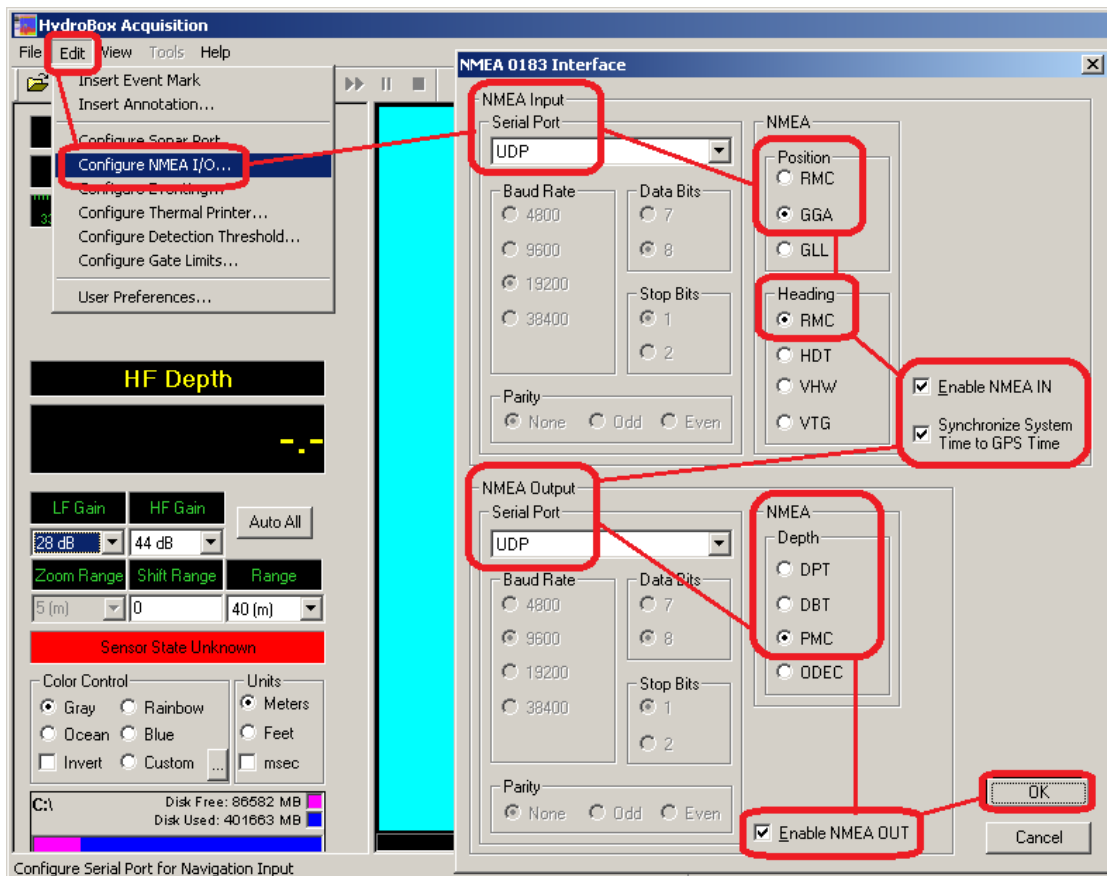 HydroBox Acquisition
File Edit View Tools Help
Insert Event Mark
Insert Annotation...
Configure Sonar Port...
Configure NMEA I/O...
Configure Eventing...
Configure Thermal Printer...
Configure Detection Threshold...
Configure Gate Limits...
User Preferences...
HF Depth
-.-
LF Gain HF Gain Auto All
28 dB 44 dB
Zoom Range Shift Range Range
5 (m) 0 40 (m)
Sensor State Unknown
Color Control Units
Gray Rainbow Meters
Ocean Blue Feet
Invert Custom ... msec
C:\ Disk Free: 86582 MB
Disk Used: 401663 MB
Configure Serial Port for Navigation Input
NMEA 0183 Interface
NMEA Input
Serial Port
UDP
Baud Rate
4800
9600
19200
38400
Data Bits
7
8
Stop Bits
1
2
Parity
None Odd Even
NMEA
Position
RMC
GGA
GLL
Heading
RMC
HDT
VHW
VTG
Enable NMEA IN
Synchronize System
Time to GPS Time
NMEA Output
Serial Port
UDP
Baud Rate
4800
9600
19200
38400
Data Bits
7
8
Stop Bits
1
2
Parity
None Odd Even
NMEA
Depth
DPT
DBT
PMC
ODEC
Enable NMEA OUT
OK
Cancel